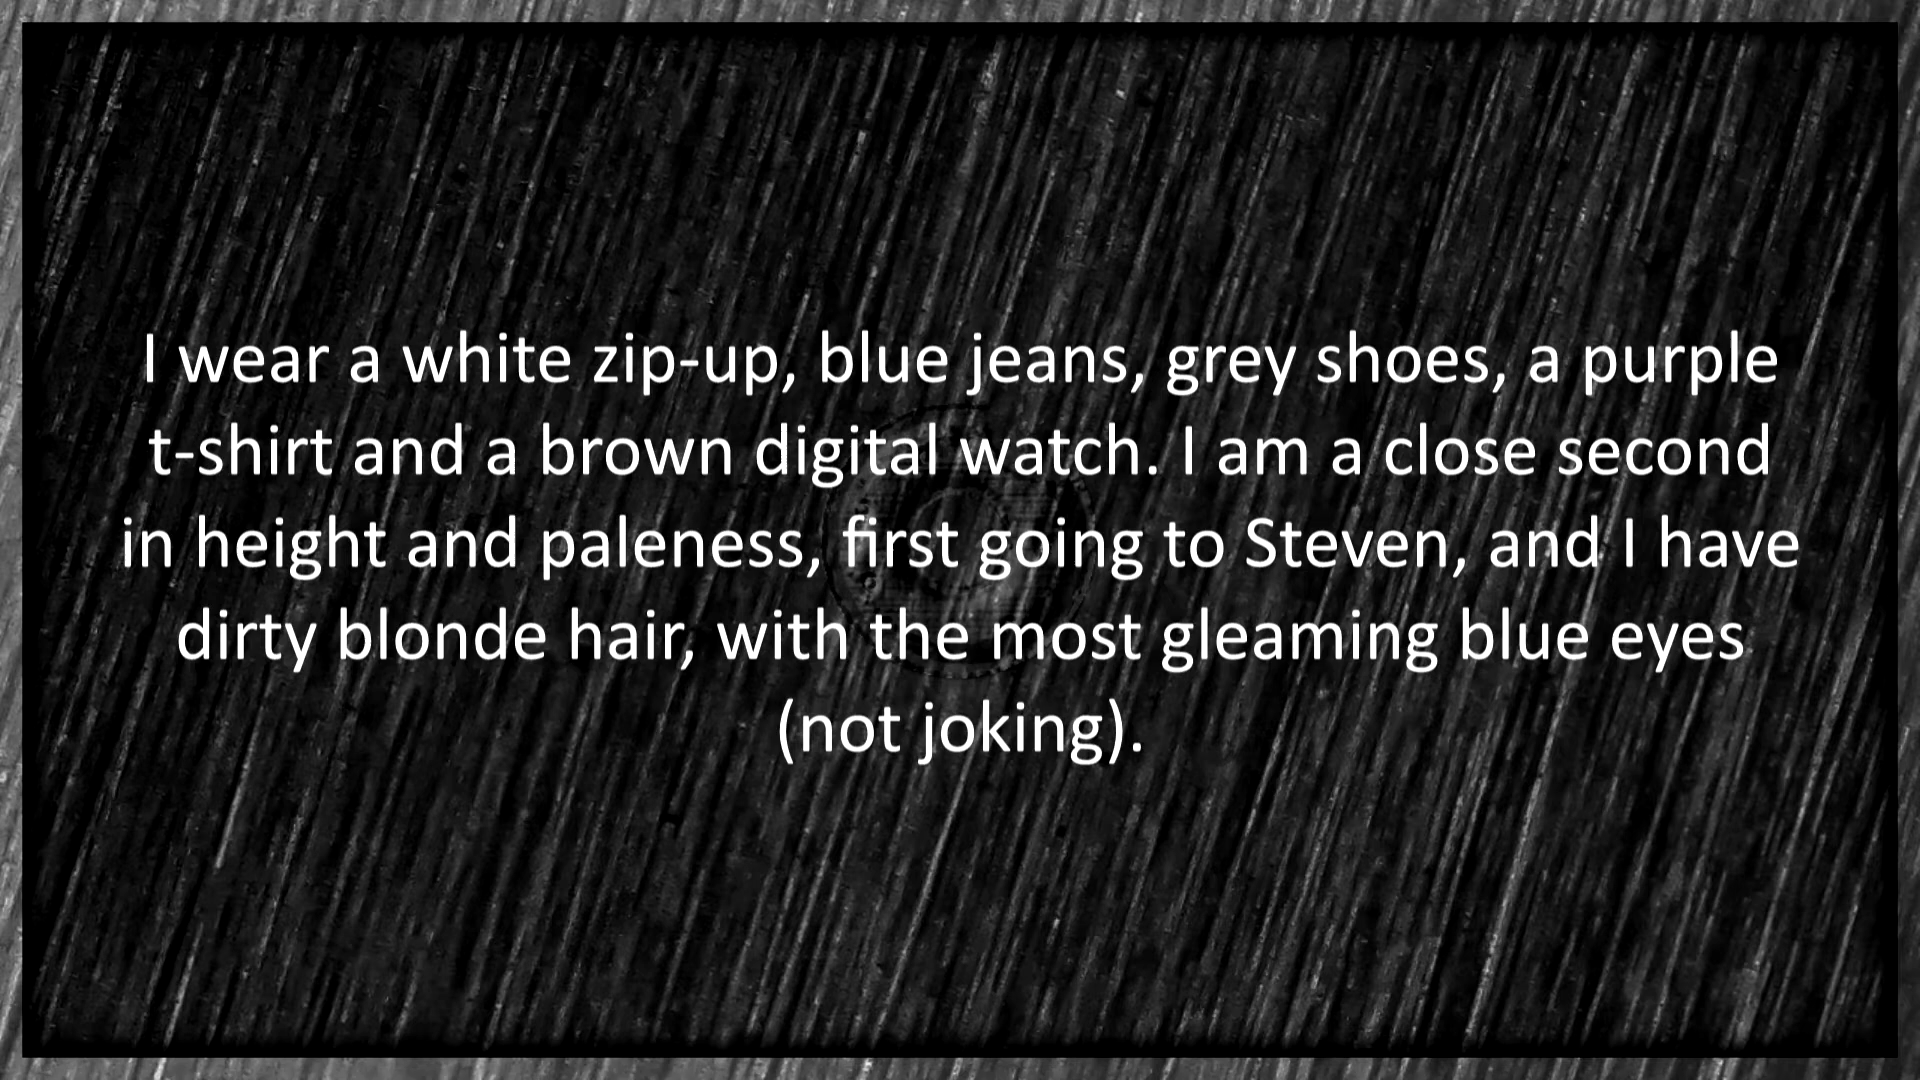 I wear a white zip-up, blue jeans, grey shoes, a purple
t-shirt and a brown digital watch. I am a close second
in height and paleness, first going to Steven, and I have
dirty blonde hair, with the most gleaming blue eyes
(not joking).